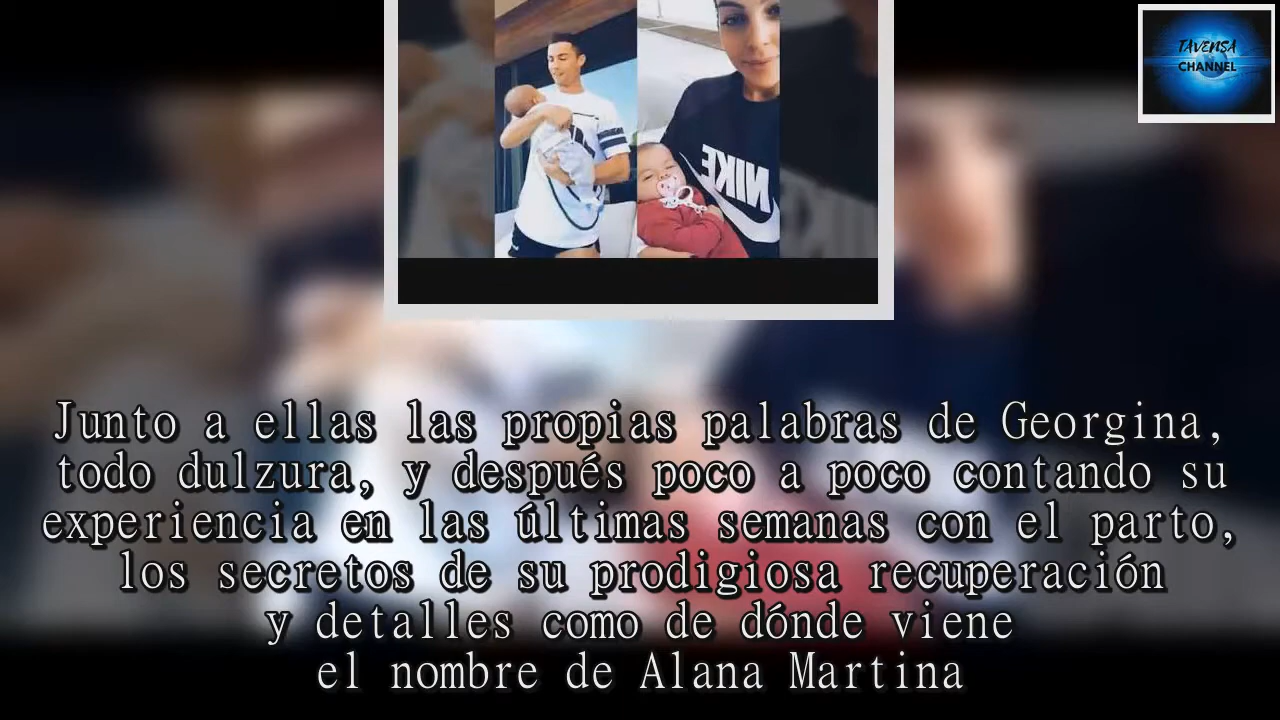 TAVENSA
CHANNEL
NIKE
Junto a ellas las propias palabras de Georgina,
todo dulzura, y después poco a poco contando su
experiencia en las últimas semanas con el parto,
los secretos de su prodigiosa recuperación
y detalles como de dónde viene
el nombre de Alana Martina